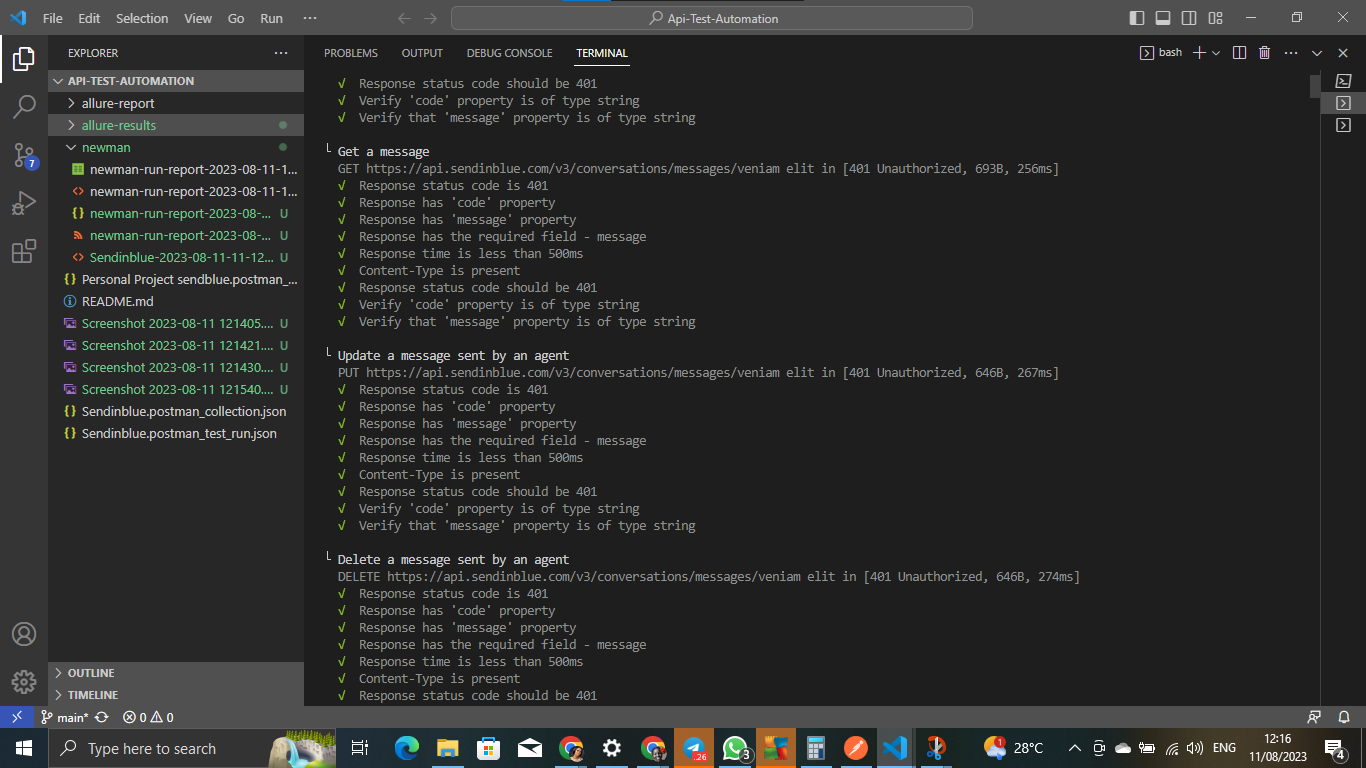 File Edit Selection View Go Run ···
Api-Test-Automation
EXPLORER
PROBLEMS OUTPUT DEBUG CONSOLE TERMINAL
bash
API-TEST-AUTOMATION
allure-report
allure-results
newman
newman-run-report-2023-08-11-1...
newman-run-report-2023-08-11-1...
newman-run-report-2023-08-... U
newman-run-report-2023-08-... U
Sendinblue-2023-08-11-11-12... U
Personal Project sendblue.postman_...
README.md
Screenshot 2023-08-11 121405.... U
Screenshot 2023-08-11 121421.... U
Screenshot 2023-08-11 121430.... U
Screenshot 2023-08-11 121540.... U
Sendinblue.postman_collection.json
Sendinblue.postman_test_run.json
OUTLINE
TIMELINE
7
√ Response status code should be 401
√ Verify 'code' property is of type string
√ Verify that 'message' property is of type string
└ Get a message
GET https://api.sendinblue.com/v3/conversations/messages/veniam elit in [401 Unauthorized, 693B, 256ms]
√ Response status code is 401
√ Response has 'code' property
√ Response has 'message' property
√ Response has the required field - message
√ Response time is less than 500ms
√ Content-Type is present
√ Response status code should be 401
√ Verify 'code' property is of type string
√ Verify that 'message' property is of type string
└ Update a message sent by an agent
PUT https://api.sendinblue.com/v3/conversations/messages/veniam elit in [401 Unauthorized, 646B, 267ms]
√ Response status code is 401
√ Response has 'code' property
√ Response has 'message' property
√ Response has the required field - message
√ Response time is less than 500ms
√ Content-Type is present
√ Response status code should be 401
√ Verify 'code' property is of type string
√ Verify that 'message' property is of type string
└ Delete a message sent by an agent
DELETE https://api.sendinblue.com/v3/conversations/messages/veniam elit in [401 Unauthorized, 646B, 274ms]
√ Response status code is 401
√ Response has 'code' property
√ Response has 'message' property
√ Response has the required field - message
√ Response time is less than 500ms
√ Content-Type is present
√ Response status code should be 401
main* 0 0
Type here to search
.26
3
1
28°C
ENG
12:16
11/08/2023
4